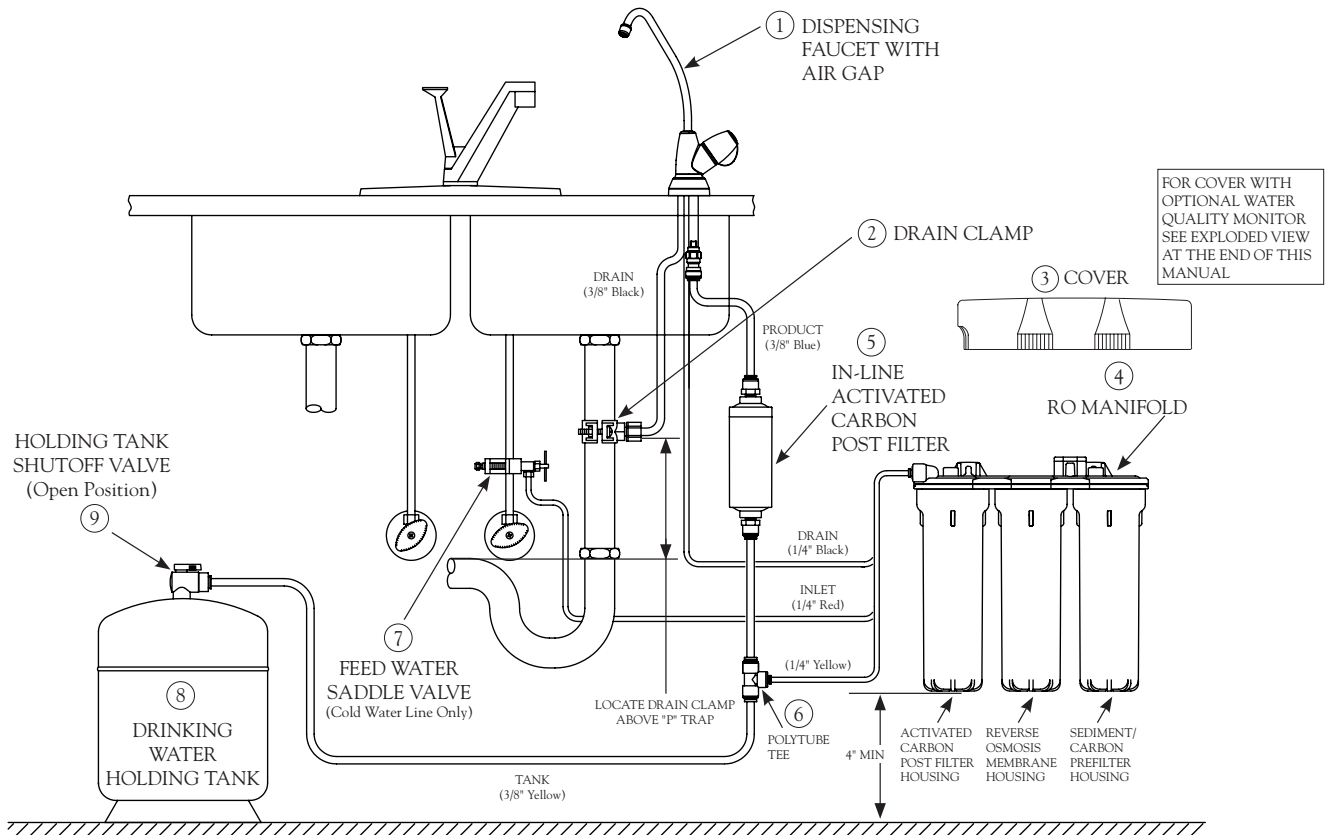 1 DISPENSING
FAUCET WITH
AIR GAP
FOR COVER WITH
OPTIONAL WATER
QUALITY MONITOR
SEE EXPLODED VIEW
AT THE END OF THIS
MANUAL
2 DRAIN CLAMP
DRAIN
(3/8" Black)
3 COVER
PRODUCT
(3/8" Blue)
5
IN-LINE
ACTIVATED
CARBON
POST FILTER
4
RO MANIFOLD
HOLDING TANK
SHUTOFF VALVE
(Open Position)
9
DRAIN
(1/4" Black)
INLET
(1/4" Red)
7
FEED WATER
SADDLE VALVE
(Cold Water Line Only)
(1/4" Yellow)
8
DRINKING
WATER
HOLDING TANK
LOCATE DRAIN CLAMP
ABOVE "P" TRAP
6
POLYTUBE
TEE
4" MIN
ACTIVATED
CARBON
POST FILTER
HOUSING
REVERSE
OSMOSIS
MEMBRANE
HOUSING
SEDIMENT/
CARBON
PREFILTER
HOUSING
TANK
(3/8" Yellow)